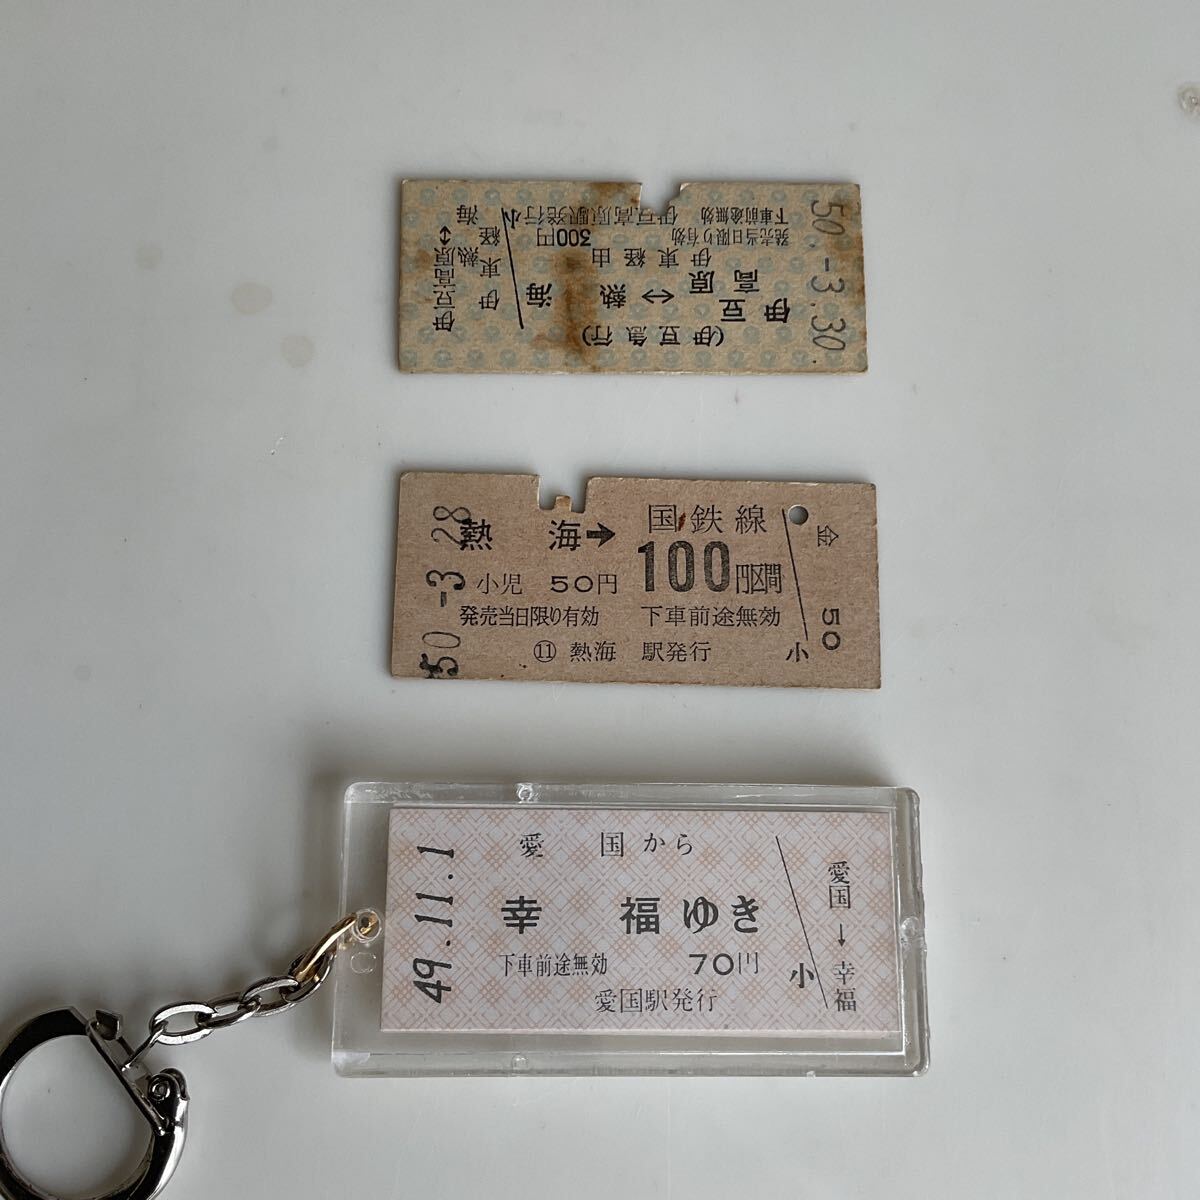 (伊豆急行)
伊豆高原↔熱海
伊東経由
発売当日限り有効 300円
下車前途無効 伊豆高原駅発行
小
伊豆高原↔熱海
伊東経
50.-3.30
50.-3 28
国鉄線
熱 海➡
100円区間
小児 50円
発売当日限り有効 下車前途無効
⑪ 熱海 駅発行
小
金 50
49.11.1
愛 国から
幸 福ゆき
下車前途無効 70円
愛国駅発行
小
愛国→幸福